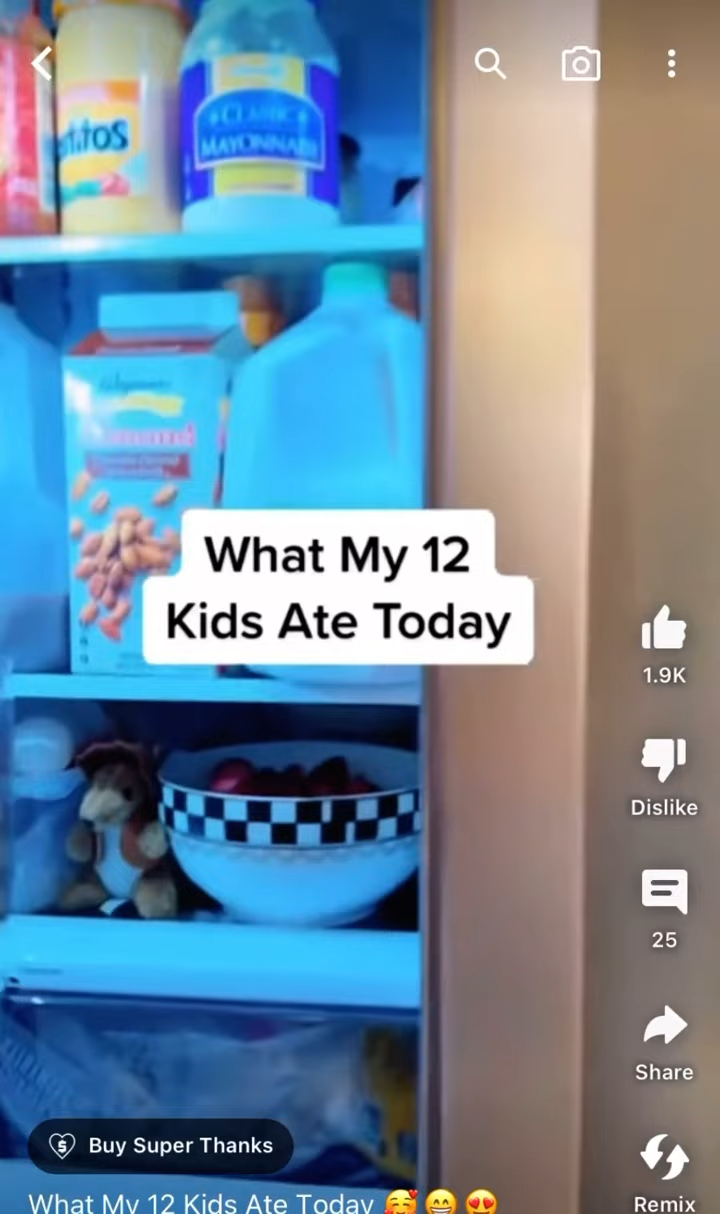 CLASSIC
MAYONNAISE
What My 12
Kids Ate Today
1.9K
Dislike
25
Share
Buy Super Thanks
What My 12 Kids Ate Today 🥰😁😍
Remix